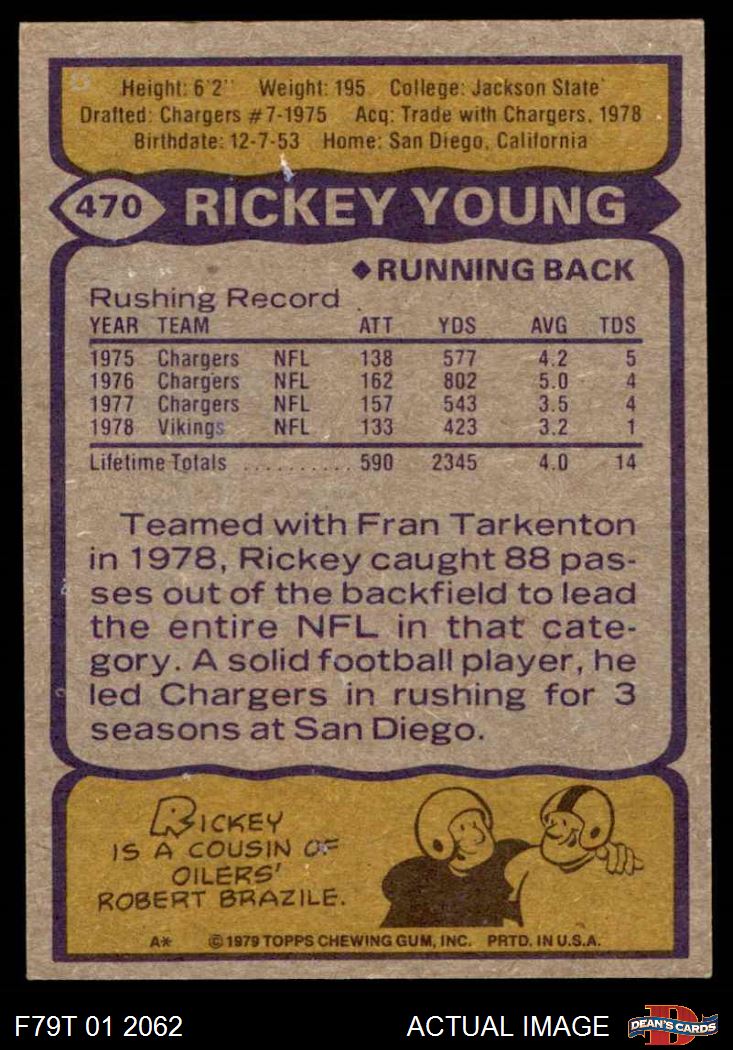 Height: 6'2" Weight: 195 College: Jackson State
Drafted: Chargers #7-1975 Acq: Trade with Chargers, 1978
Birthdate: 12-7-53 Home: San Diego, California
470 RICKEY YOUNG
◆RUNNING BACK
Rushing Record
YEAR TEAM ATT YDS AVG TDS
1975 Chargers NFL 138 577 4.2 5
1976 Chargers NFL 162 802 5.0 4
1977 Chargers NFL 157 543 3.5 4
1978 Vikings NFL 133 423 3.2 1
Lifetime Totals .......... 590 2345 4.0 14
Teamed with Fran Tarkenton
in 1978, Rickey caught 88 pas-
ses out of the backfield to lead
the entire NFL in that cate-
gory. A solid football player, he
led Chargers in rushing for 3
seasons at San Diego.
RICKEY
IS A COUSIN OF
OILERS'
ROBERT BRAZILE.
A* ©1979 TOPPS CHEWING GUM, INC. PRTD. IN U.S.A.
F79T 01 2062 ACTUAL IMAGE D DEAN'S CARDS